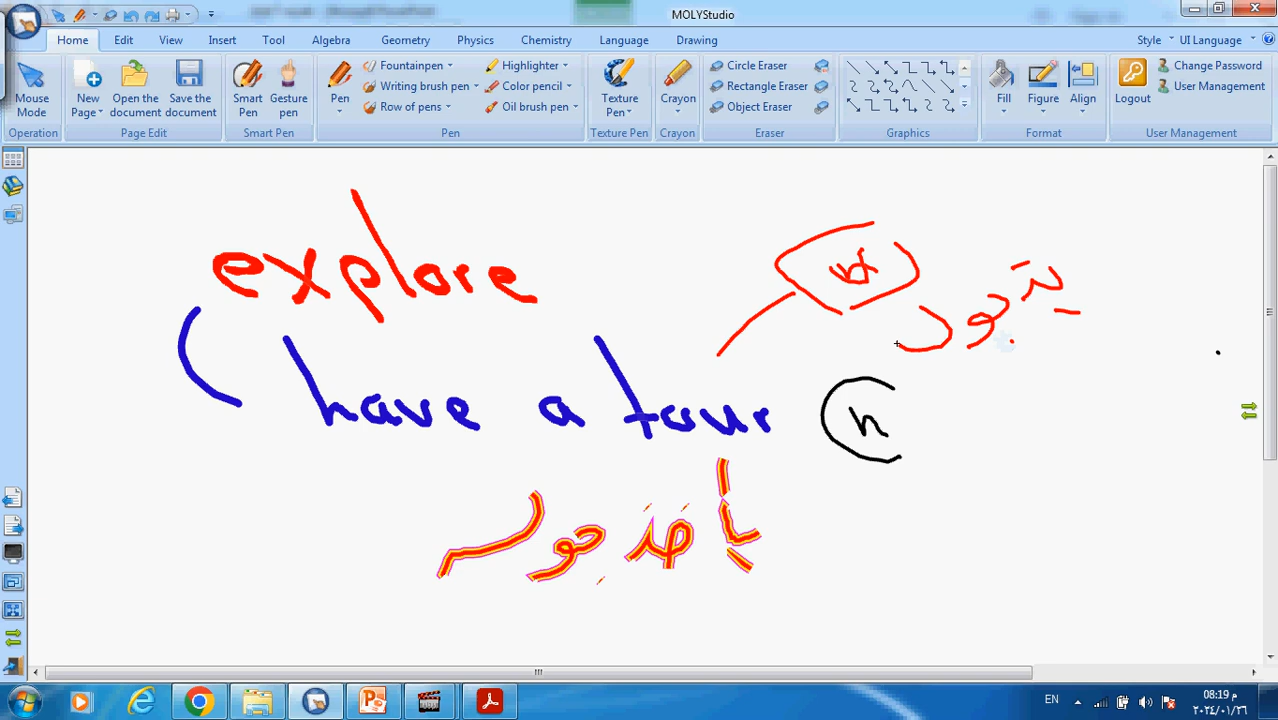 MOLYStudio
Home Edit View Insert Tool Algebra Geometry Physics Chemistry Language Drawing Style UI Language
Mouse Mode
Operation
New Page
Open the document
Save the document
Page Edit
Smart Pen
Gesture pen
Smart Pen
Pen
Fountainpen
Writing brush pen
Row of pens
Highlighter
Color pencil
Oil brush pen
Pen
Texture Pen
Texture Pen
Crayon
Crayon
Circle Eraser
Rectangle Eraser
Object Eraser
Eraser
Graphics
Fill
Figure
Align
Format
Logout
Change Password
User Management
User Management
explore
have a tour
h
EN
08:19 م
٢٠٢٤/٠١/٢٦